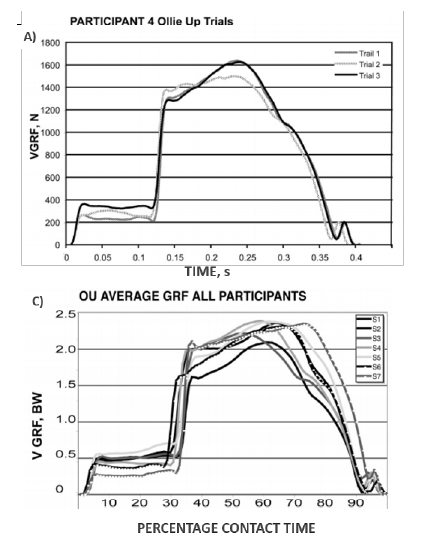 PARTICIPANT 4 Ollie Up Trials
A)
1800
1600
1400
1200
1000
800
600
400
200
0
VGRF, N
Trail 1
Trial 2
Trial 3
0 0.05 0.1 0.15 0.2 0.25 0.3 0.35 0.4
TIME, s
C)
OU AVERAGE GRF ALL PARTICIPANTS
2.5
2.0
1.5
1.0
0.5
0
V GRF, BW
S1
S2
S3
S4
S5
S6
S7
10 20 30 40 50 60 70 80 90
PERCENTAGE CONTACT TIME